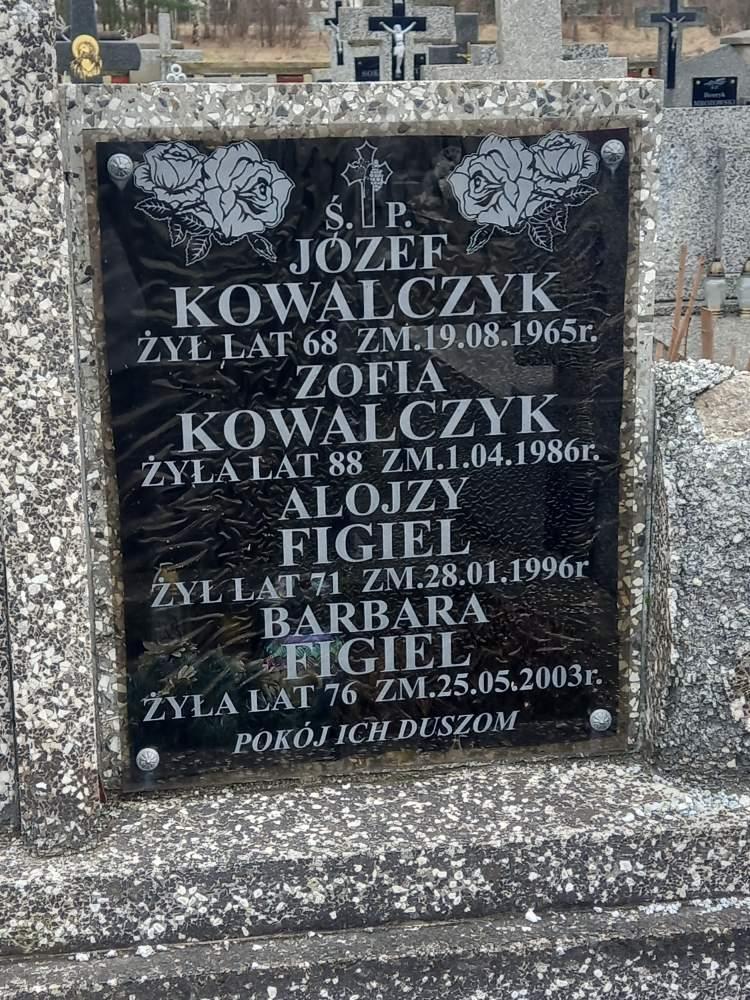 Ś. P.
JÓZEF
KOWALCZYK
ŻYŁ LAT 68 ZM.19.08.1965r.
ZOFIA
KOWALCZYK
ŻYŁA LAT 88 ZM.1.04.1986r.
ALOJZY
FIGIEL
ŻYŁ LAT 71 ZM.28.01.1996r
BARBARA
FIGIEL
ŻYŁA LAT 76 ZM.25.05.2003r.
POKÓJ ICH DUSZOM
Henryk